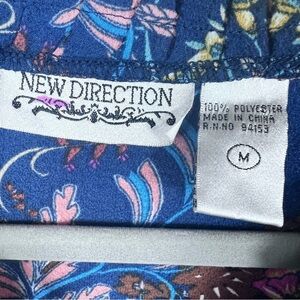 NEW DIRECTION
100% POLYESTER
MADE IN CHINA
R.N.NO 94153
M